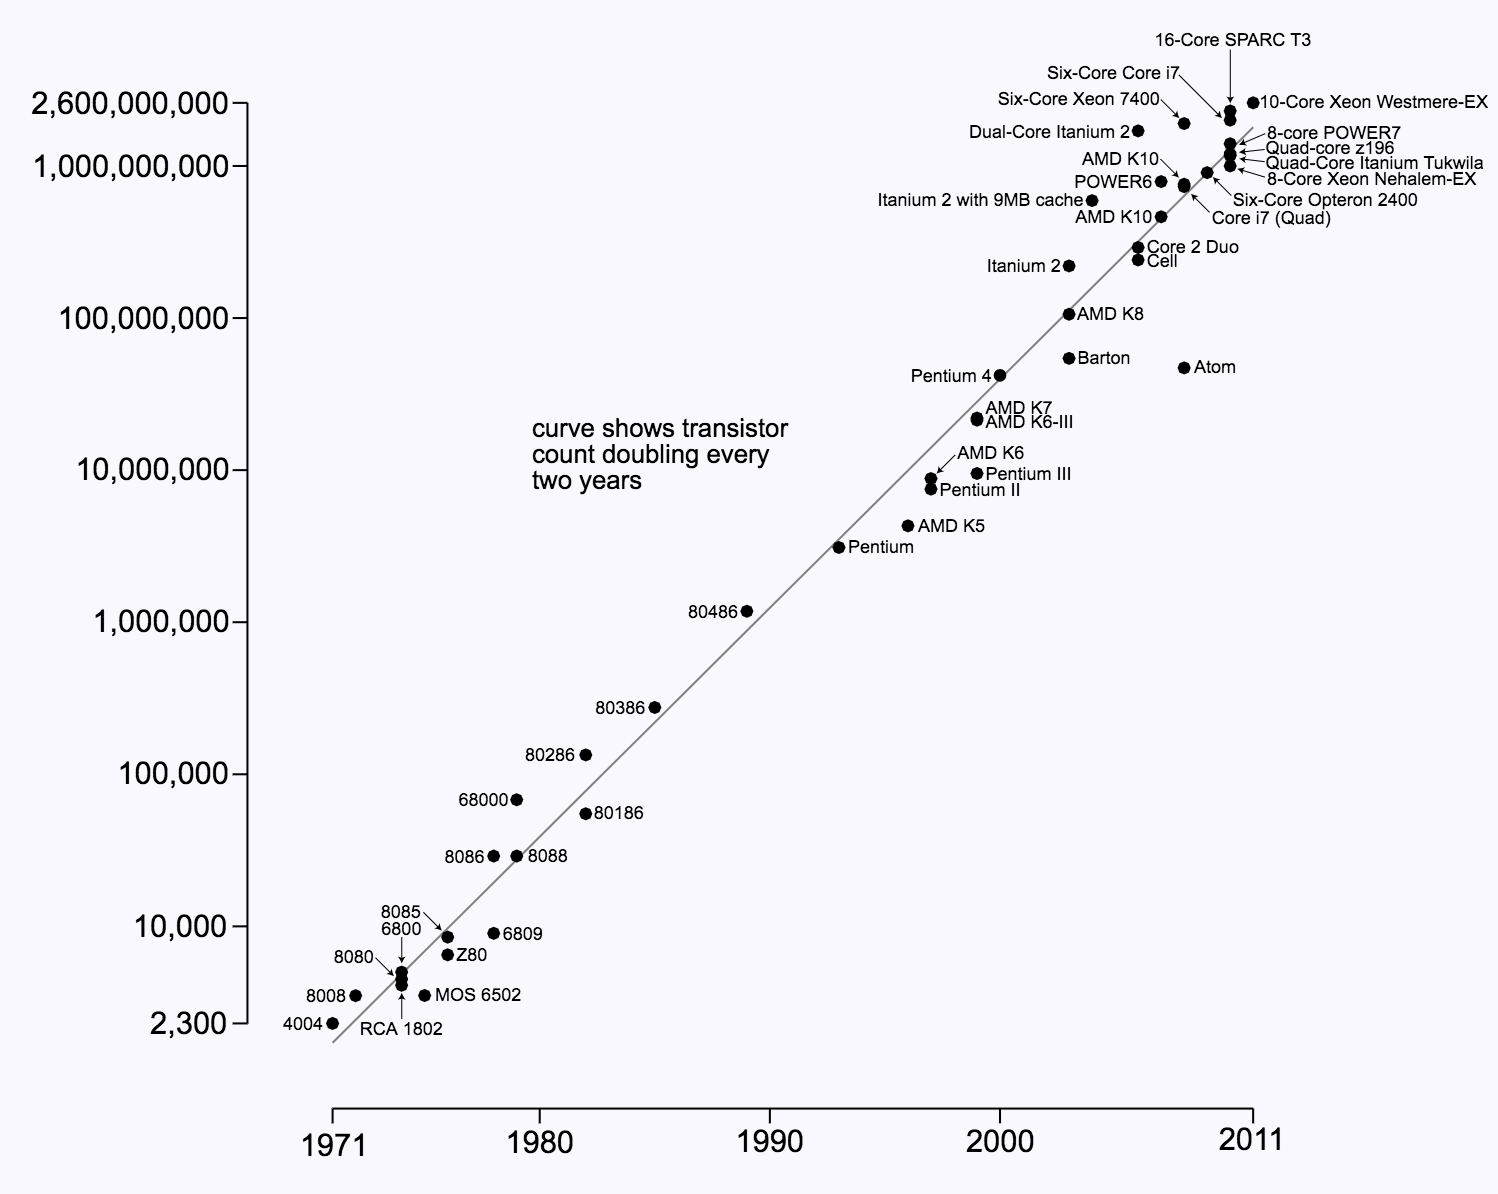 16-Core SPARC T3
Six-Core Core i7
Six-Core Xeon 7400
10-Core Xeon Westmere-EX
Dual-Core Itanium 2
8-core POWER7
Quad-core z196
AMD K10
Quad-Core Itanium Tukwila
POWER6
8-Core Xeon Nehalem-EX
Itanium 2 with 9MB cache
Six-Core Opteron 2400
AMD K10
Core i7 (Quad)
Core 2 Duo
Cell
Itanium 2
AMD K8
Barton
Atom
Pentium 4
AMD K7
AMD K6-III
curve shows transistor
count doubling every
two years
AMD K6
Pentium III
Pentium II
AMD K5
Pentium
80486
80386
80286
68000
80186
8086
8088
8085
6800
6809
8080
Z80
8008
MOS 6502
4004
RCA 1802
2,600,000,000
1,000,000,000
100,000,000
10,000,000
1,000,000
100,000
10,000
2,300
1971
1980
1990
2000
2011